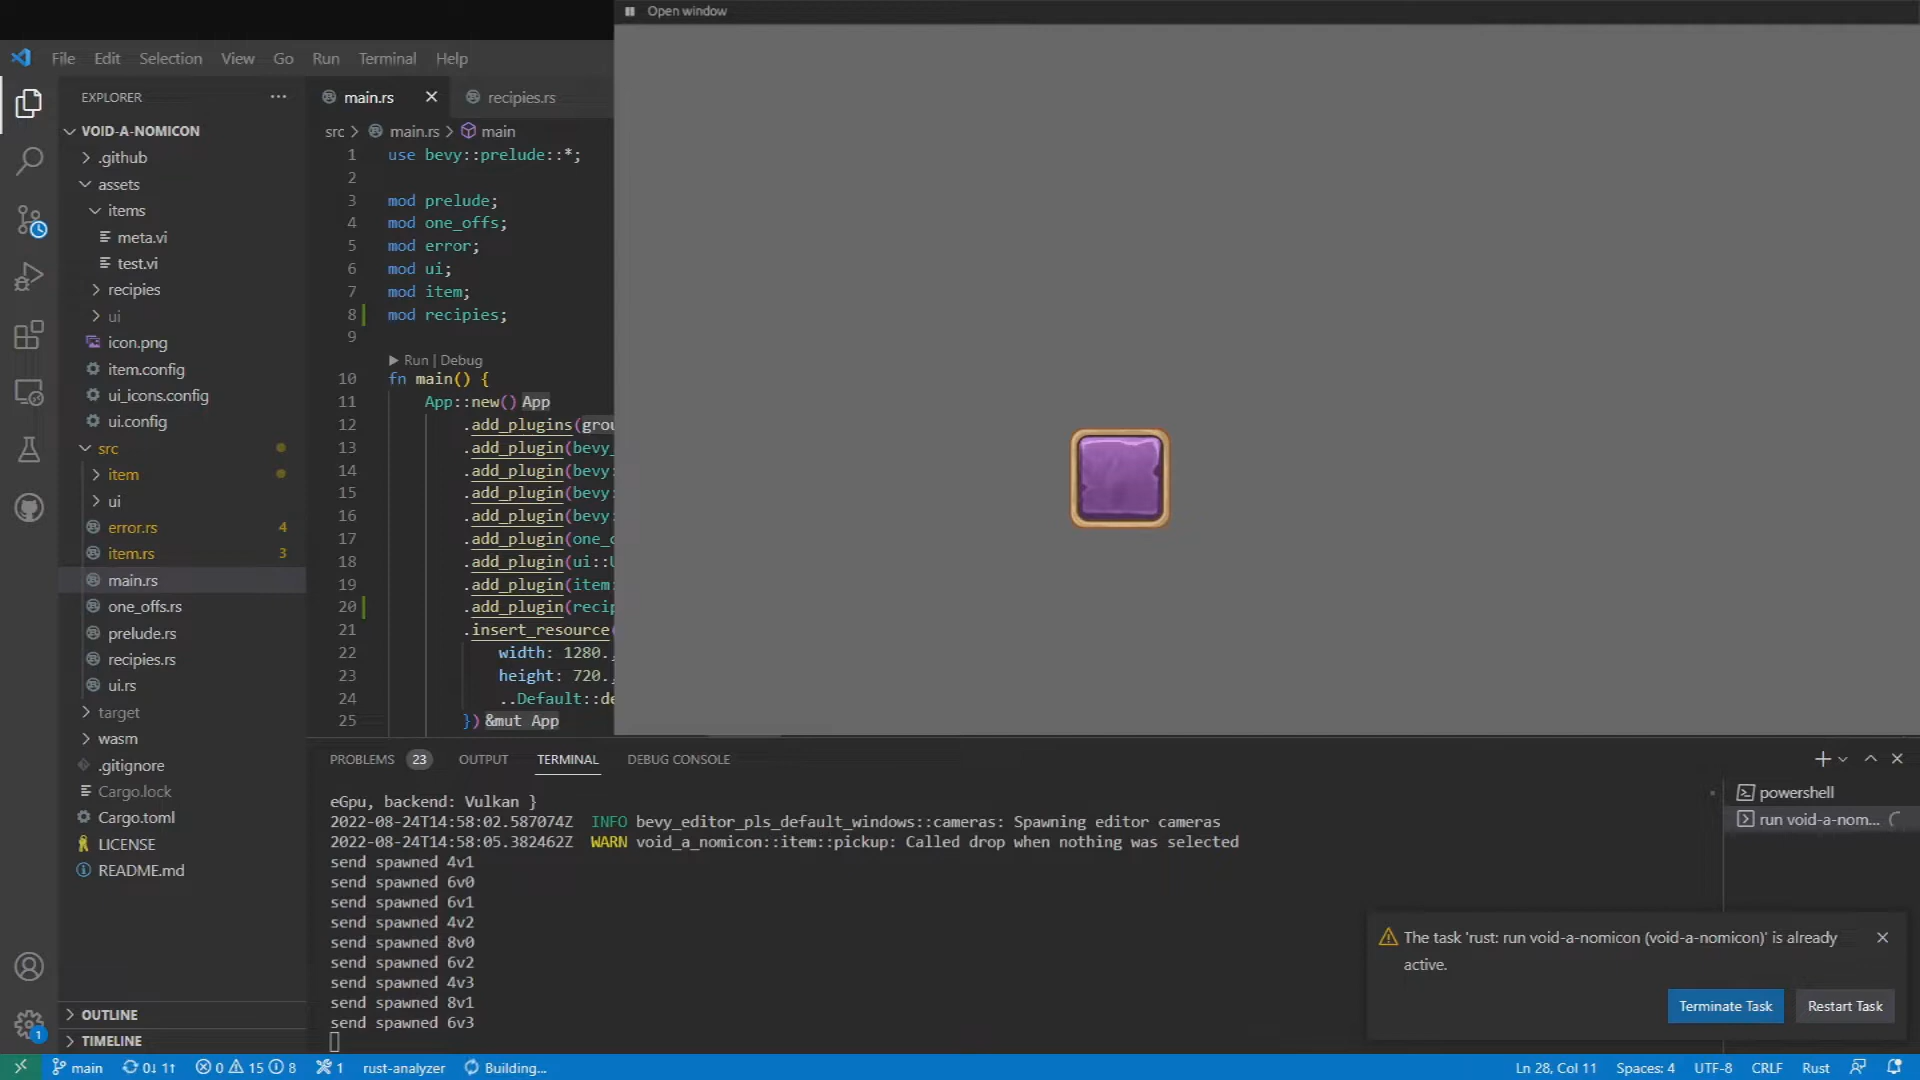 Open window
File Edit Selection View Go Run Terminal Help
EXPLORER
VOID-A-NOMICON
.github
assets
items
meta.vi
test.vi
recipies
ui
icon.png
item.config
ui_icons.config
ui.config
src
item
ui
error.rs 4
item.rs 3
main.rs
one_offs.rs
prelude.rs
recipies.rs
ui.rs
target
wasm
.gitignore
Cargo.lock
Cargo.toml
LICENSE
README.md
OUTLINE
TIMELINE
main.rs recipies.rs
src > main.rs > main
1 use bevy::prelude::*;
2
3 mod prelude;
4 mod one_offs;
5 mod error;
6 mod ui;
7 mod item;
8 mod recipies;
9
Run | Debug
10 fn main() {
11 App::new() App
12 .add_plugins(grou
13 .add_plugin(bevy_
14 .add_plugin(bevy:
15 .add_plugin(bevy:
16 .add_plugin(bevy:
17 .add_plugin(one_o
18 .add_plugin(ui::U
19 .add_plugin(item:
20 .add_plugin(recip
21 .insert_resource(
22 width: 1280.,
23 height: 720.,
24 ..Default::de
25 }) &mut App
PROBLEMS 23 OUTPUT TERMINAL DEBUG CONSOLE
eGpu, backend: Vulkan }
2022-08-24T14:58:02.587074Z INFO bevy_editor_pls_default_windows::cameras: Spawning editor cameras
2022-08-24T14:58:05.382462Z WARN void_a_nomicon::item::pickup: Called drop when nothing was selected
send spawned 4v1
send spawned 6v0
send spawned 6v1
send spawned 4v2
send spawned 8v0
send spawned 6v2
send spawned 4v3
send spawned 8v1
send spawned 6v3
powershell
run void-a-nom...
The task 'rust: run void-a-nomicon (void-a-nomicon)' is already
active.
Terminate Task Restart Task
1
main 0↓ 1↑ 0 15 8 1 rust-analyzer Building... Ln 28, Col 11 Spaces: 4 UTF-8 CRLF Rust